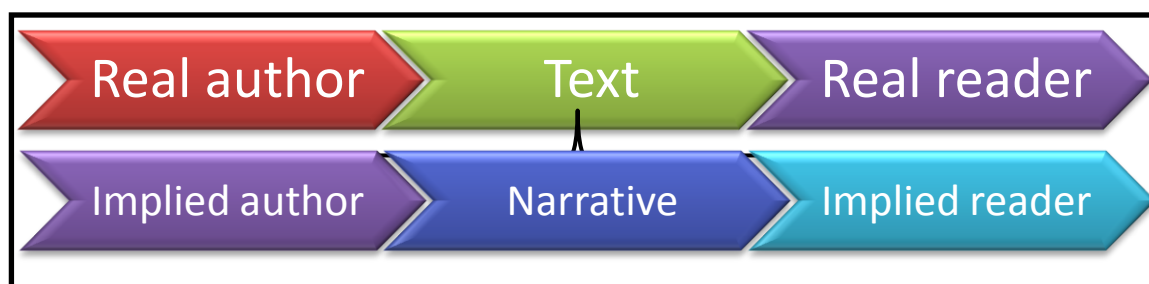 Real author Text Real reader
Implied author Narrative Implied reader